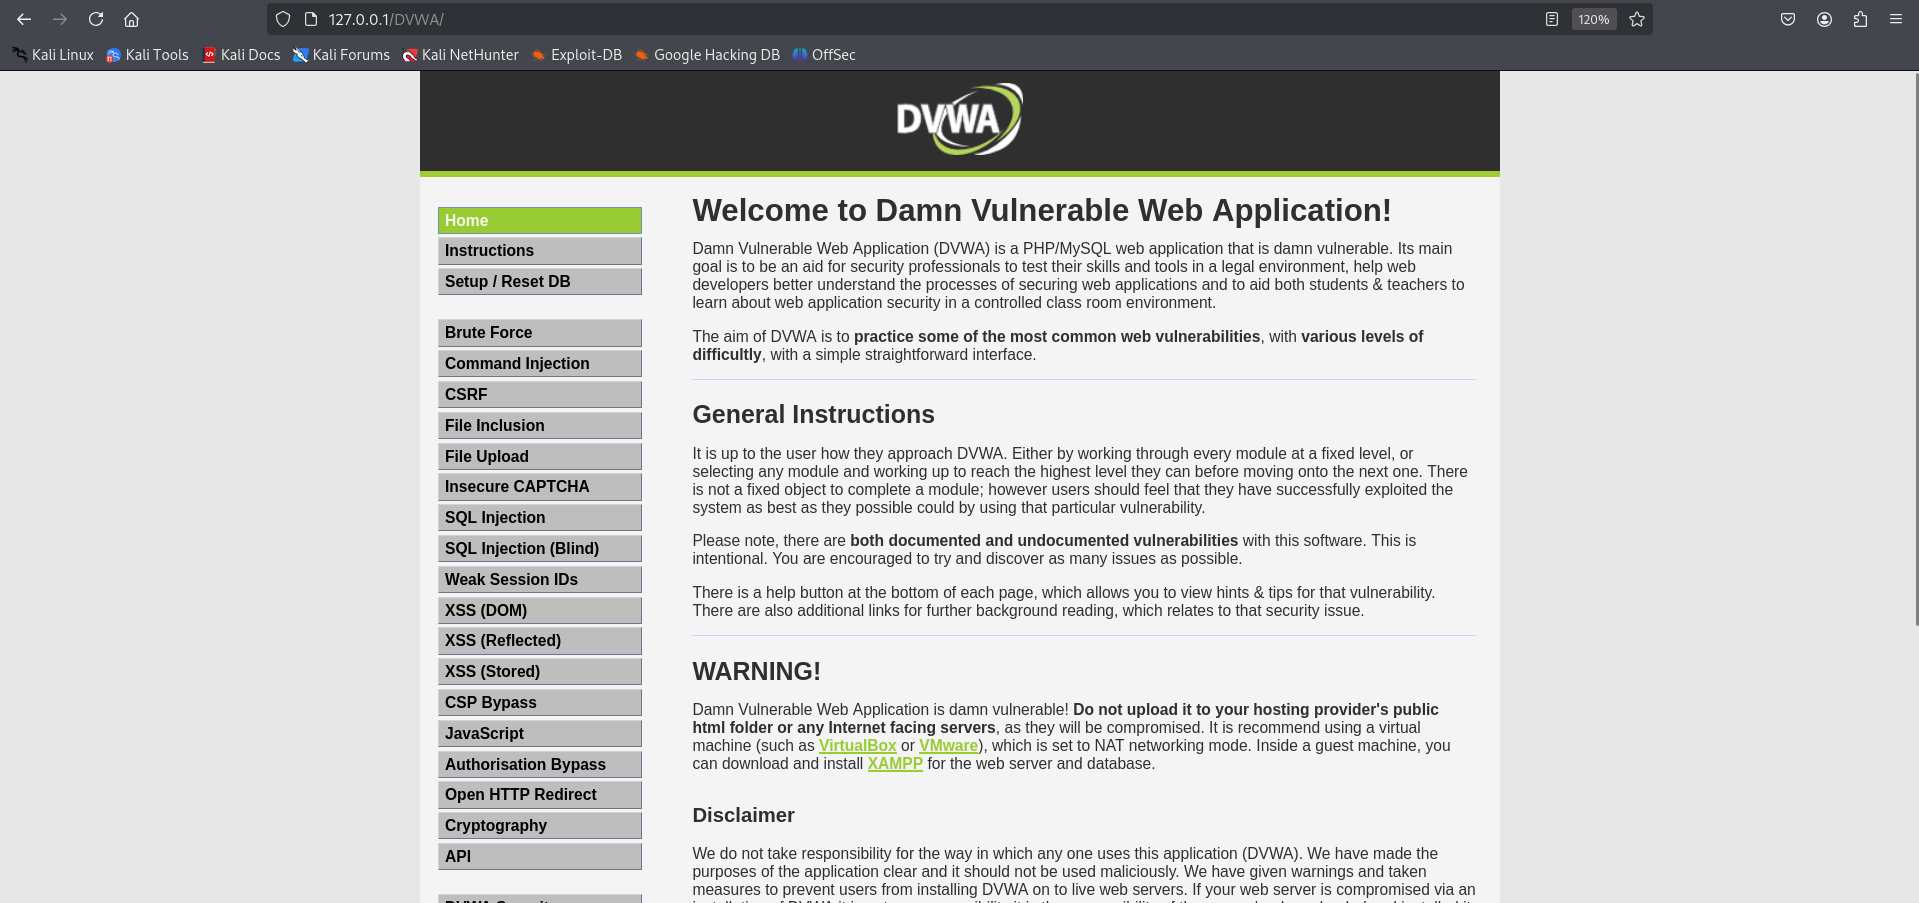 127.0.0.1/DVWA/
120%
Kali Linux
Kali Tools
Kali Docs
Kali Forums
Kali NetHunter
Exploit-DB
Google Hacking DB
OffSec
DVWA
Home
Instructions
Setup / Reset DB
Brute Force
Command Injection
CSRF
File Inclusion
File Upload
Insecure CAPTCHA
SQL Injection
SQL Injection (Blind)
Weak Session IDs
XSS (DOM)
XSS (Reflected)
XSS (Stored)
CSP Bypass
JavaScript
Authorisation Bypass
Open HTTP Redirect
Cryptography
API
Welcome to Damn Vulnerable Web Application!
Damn Vulnerable Web Application (DVWA) is a PHP/MySQL web application that is damn vulnerable. Its main
goal is to be an aid for security professionals to test their skills and tools in a legal environment, help web
developers better understand the processes of securing web applications and to aid both students & teachers to
learn about web application security in a controlled class room environment.
The aim of DVWA is to practice some of the most common web vulnerabilities, with various levels of
difficultly, with a simple straightforward interface.
General Instructions
It is up to the user how they approach DVWA. Either by working through every module at a fixed level, or
selecting any module and working up to reach the highest level they can before moving onto the next one. There
is not a fixed object to complete a module; however users should feel that they have successfully exploited the
system as best as they possible could by using that particular vulnerability.
Please note, there are both documented and undocumented vulnerabilities with this software. This is
intentional. You are encouraged to try and discover as many issues as possible.
There is a help button at the bottom of each page, which allows you to view hints & tips for that vulnerability.
There are also additional links for further background reading, which relates to that security issue.
WARNING!
Damn Vulnerable Web Application is damn vulnerable! Do not upload it to your hosting provider's public
html folder or any Internet facing servers, as they will be compromised. It is recommend using a virtual
machine (such as VirtualBox or VMware), which is set to NAT networking mode. Inside a guest machine, you
can download and install XAMPP for the web server and database.
Disclaimer
We do not take responsibility for the way in which any one uses this application (DVWA). We have made the
purposes of the application clear and it should not be used maliciously. We have given warnings and taken
measures to prevent users from installing DVWA on to live web servers. If your web server is compromised via an